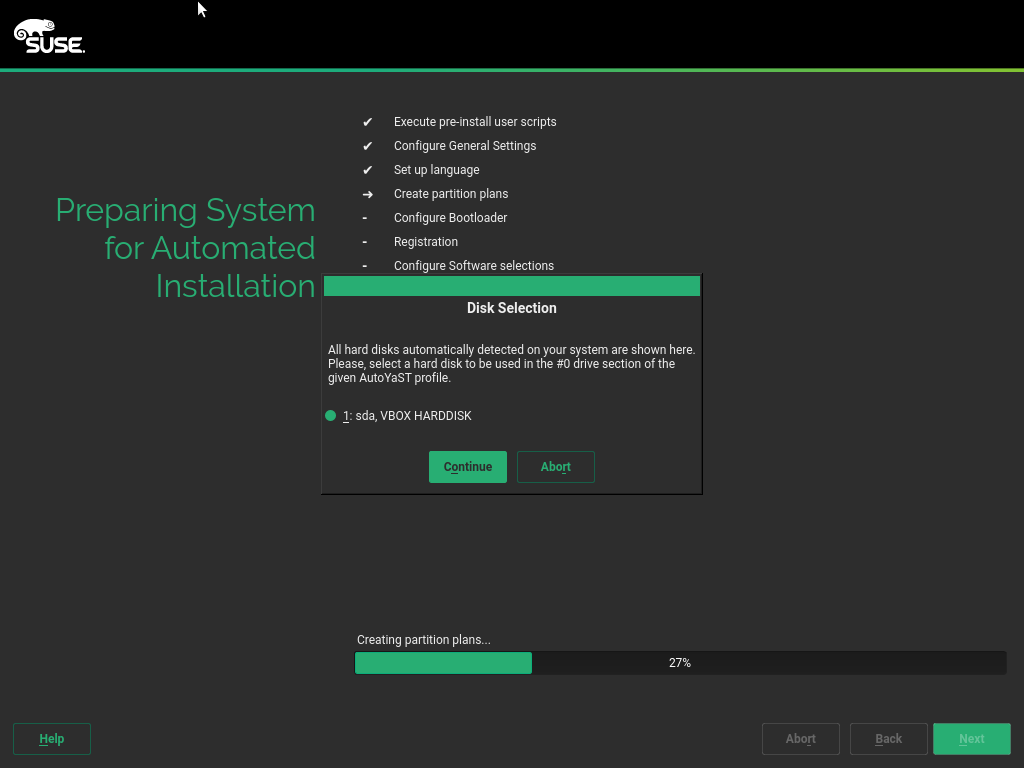 SUSE.
✔ Execute pre-install user scripts
✔ Configure General Settings
✔ Set up language
➜ Create partition plans
- Configure Bootloader
- Registration
- Configure Software selections
Preparing System
for Automated
Installation
Disk Selection
All hard disks automatically detected on your system are shown here.
Please, select a hard disk to be used in the #0 drive section of the
given AutoYaST profile.
1: sda, VBOX HARDDISK
Continue Abort
Creating partition plans...
27%
Help Abort Back Next